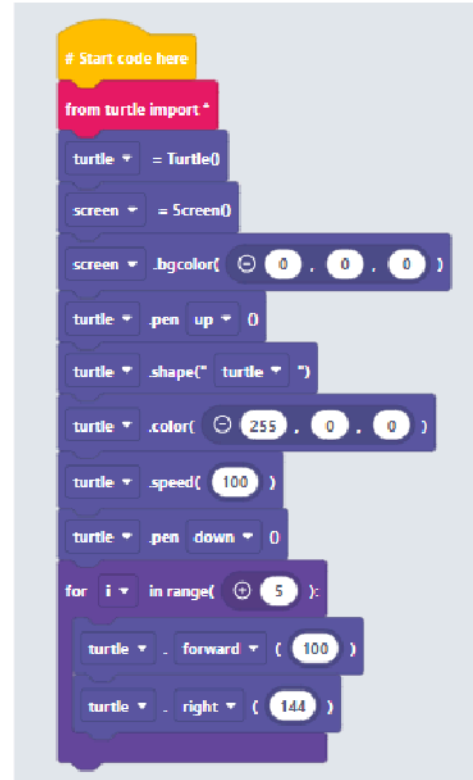 # Start code here
from turtle import *
turtle = Turtle()
screen = Screen()
screen .bgcolor( 0 , 0 , 0 )
turtle .pen up ()
turtle .shape(" turtle ")
turtle .color( 255 , 0 , 0 )
turtle .speed( 100 )
turtle .pen down ()
for i in range( 5 ):
turtle . forward ( 100 )
turtle . right ( 144 )